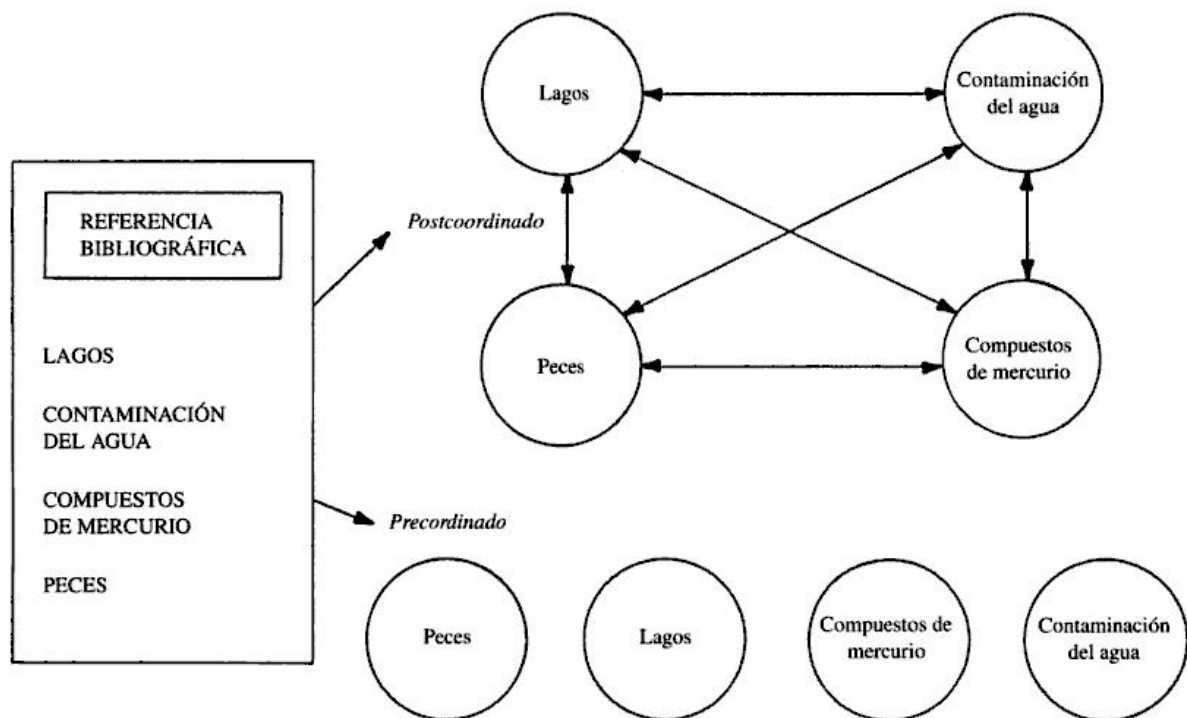 REFERENCIA
BIBLIOGRÁFICA
LAGOS
CONTAMINACIÓN
DEL AGUA
COMPUESTOS
DE MERCURIO
PECES
Postcoordinado
Lagos
Contaminación
del agua
Peces
Compuestos
de mercurio
Precordinado
Peces
Lagos
Compuestos de
mercurio
Contaminación
del agua